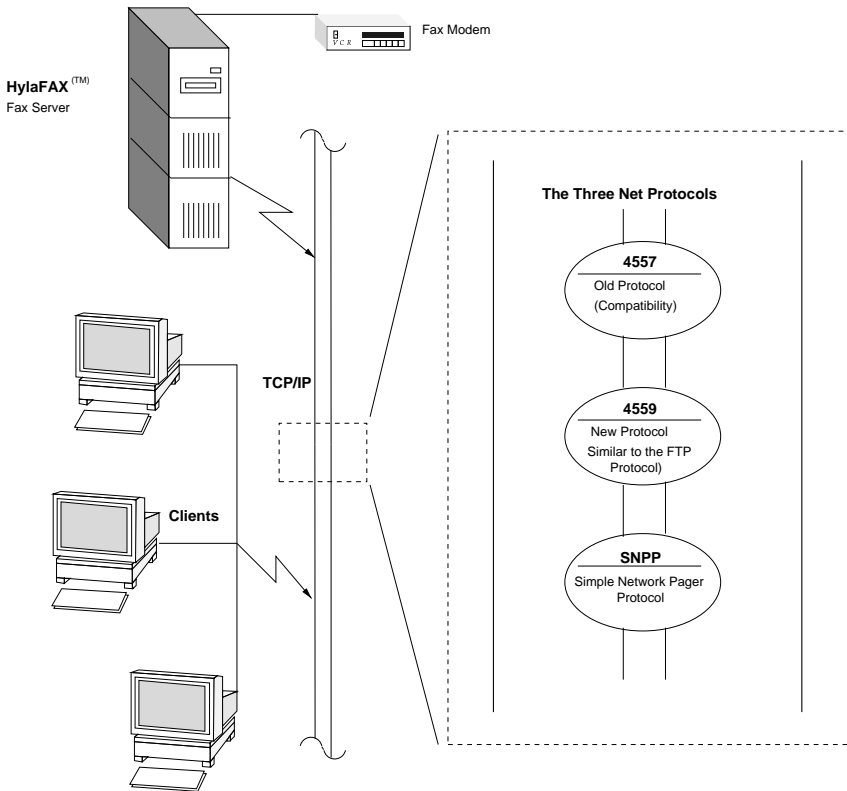 Fax Modem
VCR
HylaFAX (TM)
Fax Server
The Three Net Protocols
4557
Old Protocol
(Compatibility)
TCP/IP
4559
New Protocol
Similar to the FTP
Protocol)
Clients
SNPP
Simple Network Pager
Protocol